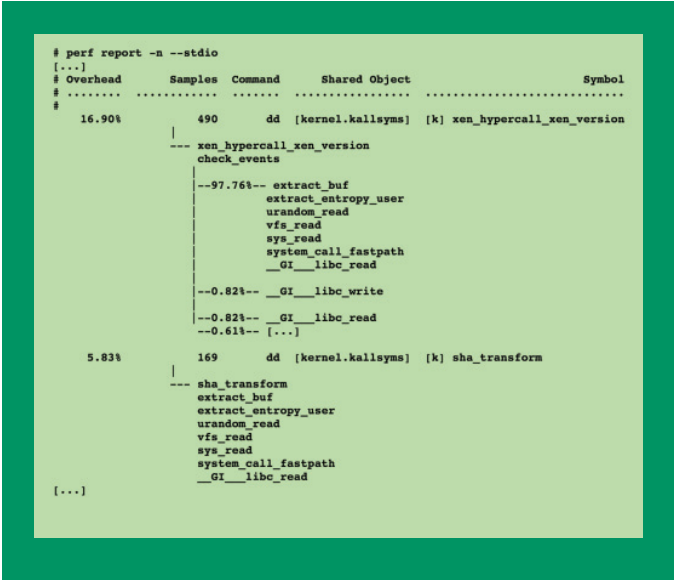 # perf report -n --stdio
[...]
# Overhead       Samples  Command      Shared Object                          Symbol
# ........  ............  .......  .................  .............................
#
    16.90%           490       dd  [kernel.kallsyms]  [k] xen_hypercall_xen_version
                 |
                 --- xen_hypercall_xen_version
                     check_events
                    |
                    |--97.76%-- extract_buf
                    |          extract_entropy_user
                    |          urandom_read
                    |          vfs_read
                    |          sys_read
                    |          system_call_fastpath
                    |          __GI___libc_read
                    |
                    |--0.82%-- __GI___libc_write
                    |
                    |--0.82%-- __GI___libc_read
                     --0.61%-- [...]
     5.83%           169       dd  [kernel.kallsyms]  [k] sha_transform
                 |
                 --- sha_transform
                     extract_buf
                     extract_entropy_user
                     urandom_read
                     vfs_read
                     sys_read
                     system_call_fastpath
                     __GI___libc_read
[...]